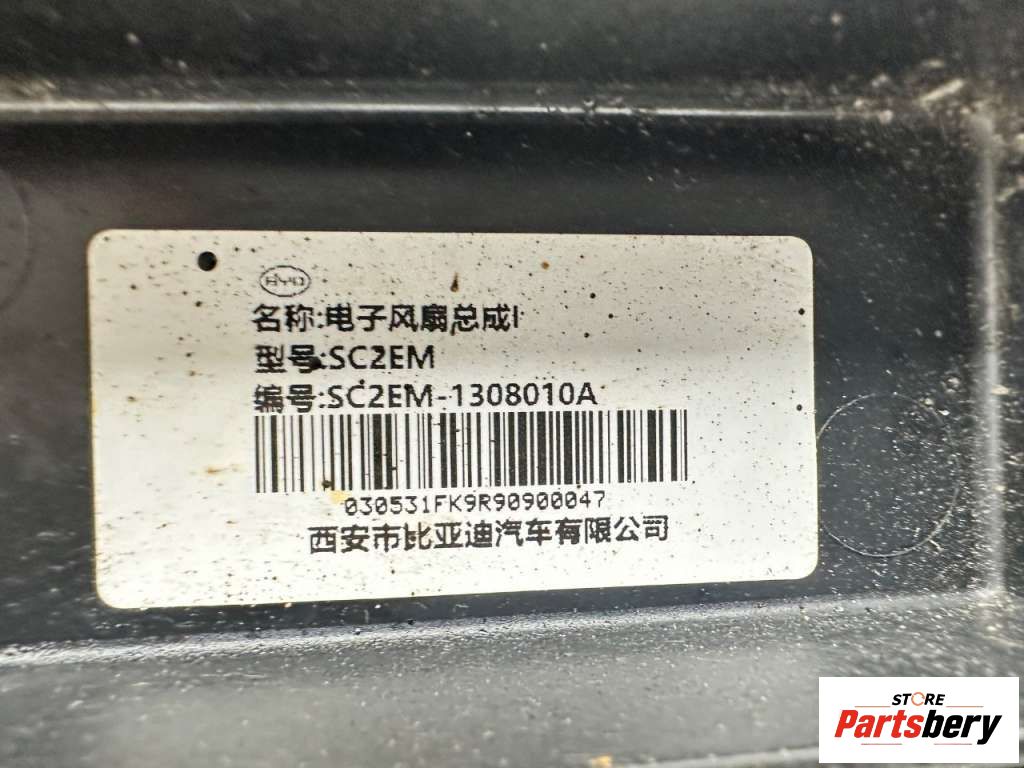 BYD
名称:电子风扇总成I
型号:SC2EM
编号:SC2EM-1308010A
030531FK9R90900047
西安市比亚迪汽车有限公司
STORE
Partsbery